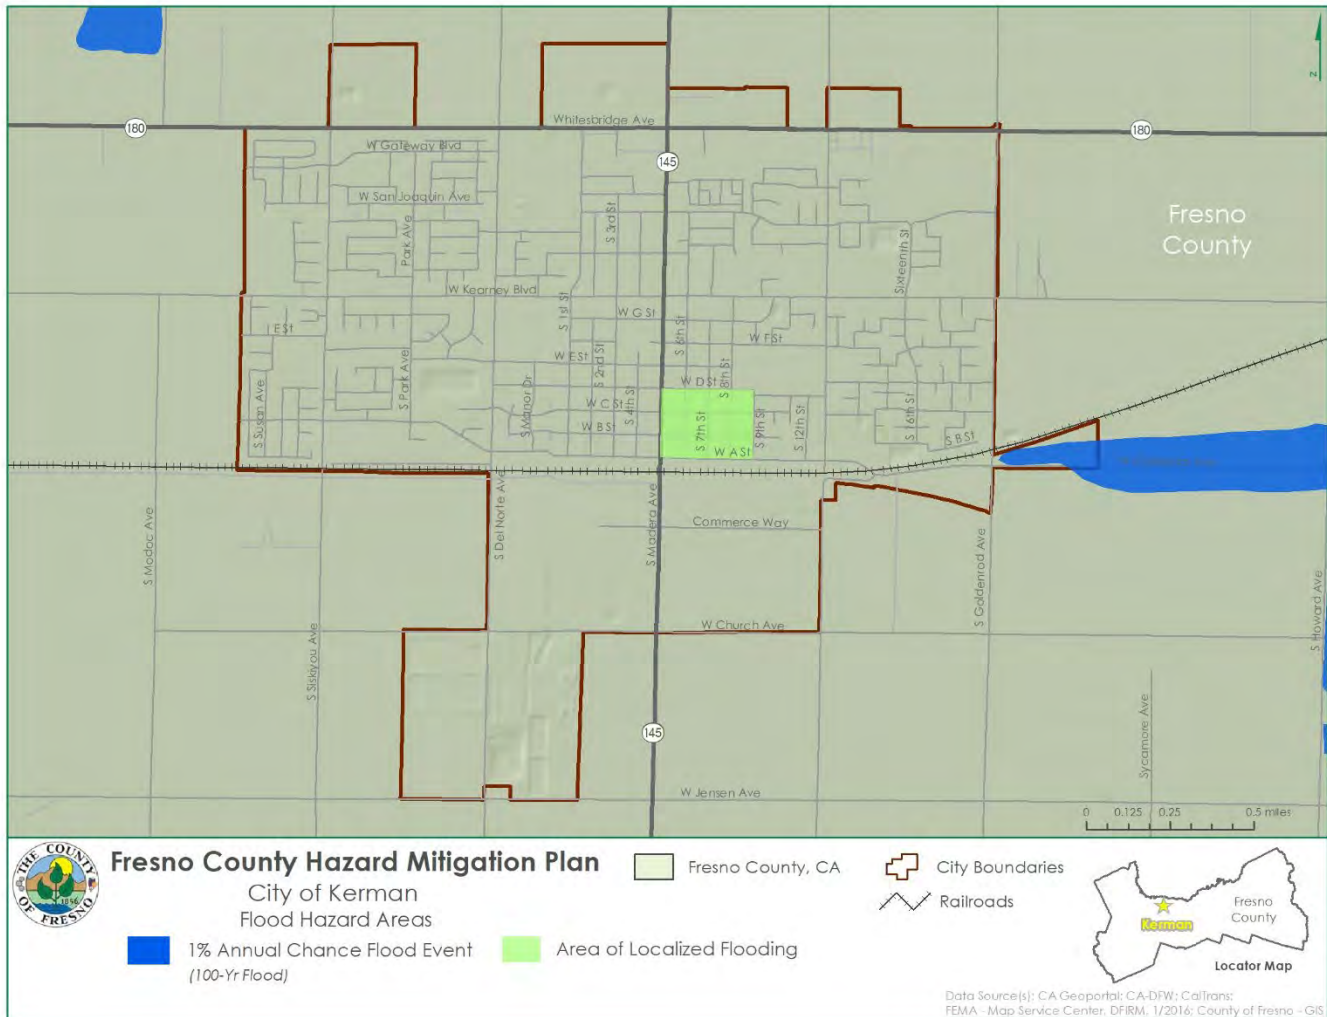 Z
180
Whitesbridge Ave
180
W Gateway Blvd
145
W San Joaquin Ave
S 3rd St
Park Ave
Sixteenth St
Fresno
County
W Kearney Blvd
S 1st St
W G St
S 6th St
E St
W F St
W E St
S 2nd St
S Park Ave
S Manor Dr
W D St
S 8th St
S Susan Ave
W C St
S 4th St
S 7th St
S 9th St
S 12th St
S 16th St
W B St
S B St
W A St
S Del Norte Ave
Commerce Way
S Modoc Ave
S Madera Ave
S Goldenrod Ave
S Howard Ave
W Church Ave
S Siskiyou Ave
145
Sycamore Ave
W Jensen Ave
0 0.125 0.25 0.5 miles
THE COUNTY
OF FRESNO
1856
Fresno County Hazard Mitigation Plan
City of Kerman
Flood Hazard Areas
1% Annual Chance Flood Event
(100-Yr Flood)
Area of Localized Flooding
Fresno County, CA
City Boundaries
Railroads
Kerman
Fresno
County
Locator Map
Data Source(s): CA Geoportal; CA-DFW; CalTrans;
FEMA - Map Service Center, DFIRM, 1/2016; County of Fresno - GIS